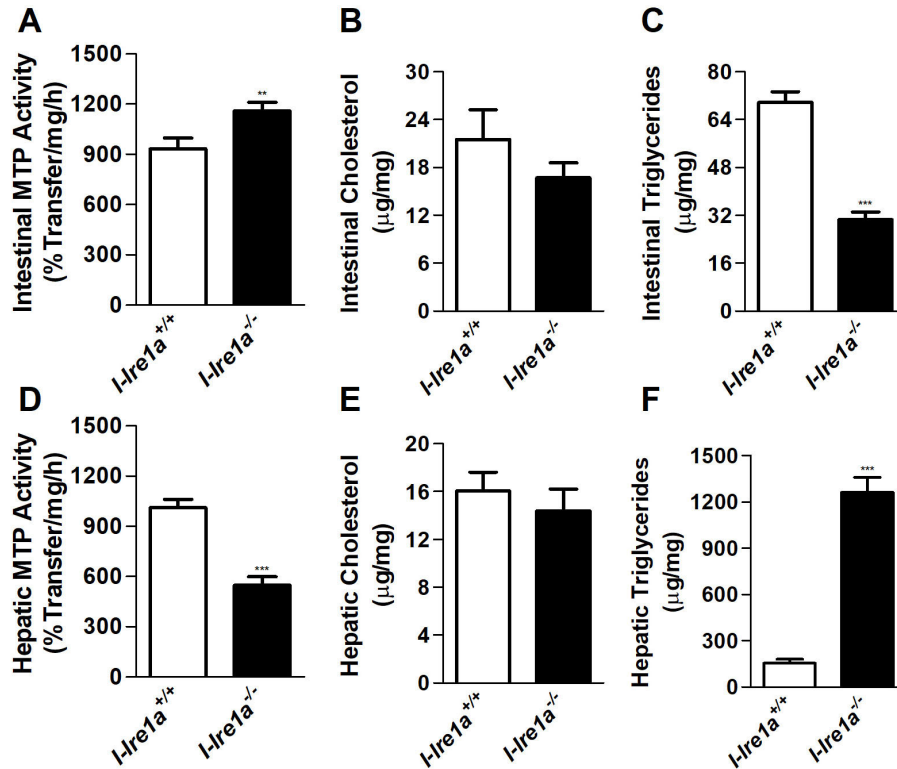 A
Intestinal MTP Activity
(% Transfer/mg/h)
1500
1200
900
600
300
0
**
I-Ire1a+/+
I-Ire1a-/-
B
Intestinal Cholesterol
(µg/mg)
30
24
18
12
6
0
I-Ire1a+/+
I-Ire1a-/-
C
Intestinal Triglycerides
(µg/mg)
80
64
48
32
16
0
***
I-Ire1a+/+
I-Ire1a-/-
D
Hepatic MTP Activity
(% Transfer/mg/h)
1500
1200
900
600
300
0
***
I-Ire1a+/+
I-Ire1a-/-
E
Hepatic Cholesterol
(µg/mg)
20
16
12
8
4
0
I-Ire1a+/+
I-Ire1a-/-
F
Hepatic Triglycerides
(µg/mg)
1500
1200
900
600
300
0
***
I-Ire1a+/+
I-Ire1a-/-